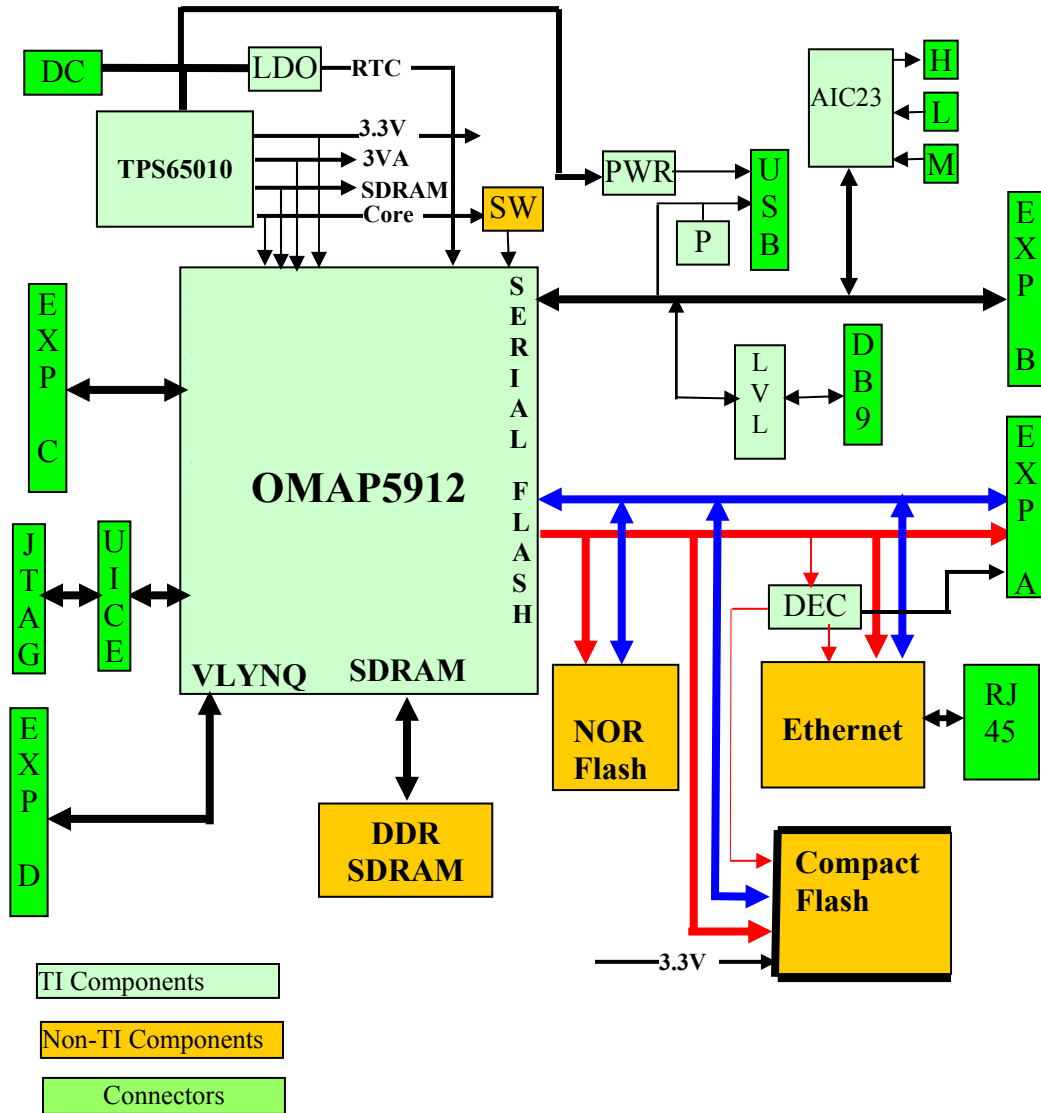 DC
LDO
RTC
TPS65010
3.3V
3VA
SDRAM
Core
SW
PWR
P
USB
AIC23
H
L
M
EXP B
EXP C
SERIAL
LVL
DB9
OMAP5912
FLASH
EXP A
JTAG
UICE
DEC
VLYNQ
SDRAM
EXP D
NOR
Flash
Ethernet
RJ
45
DDR
SDRAM
Compact
Flash
3.3V
TI Components
Non-TI Components
Connectors